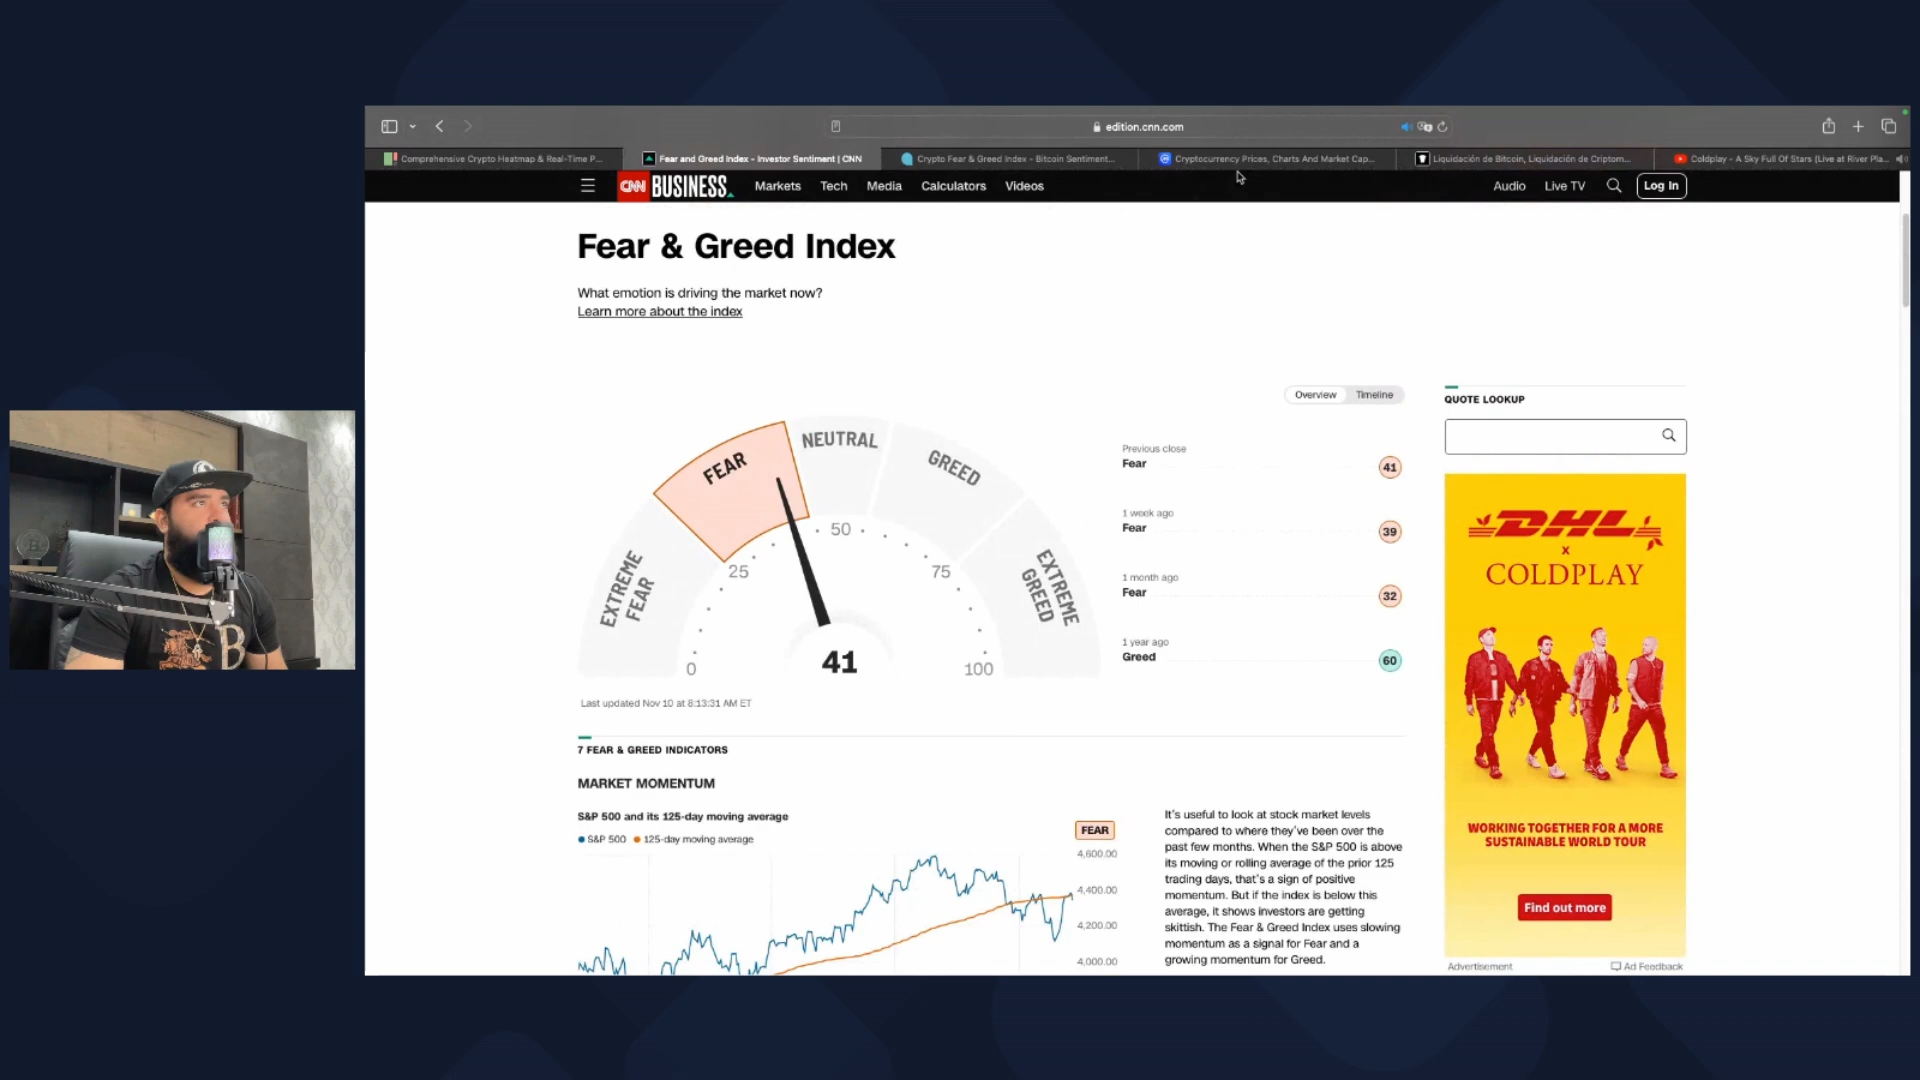 edition.cnn.com
Comprehensive Crypto Heatmap & Real-Time P...
Fear and Greed Index - Investor Sentiment | CNN
Crypto Fear & Greed Index - Bitcoin Sentiment...
Cryptocurrency Prices, Charts And Market Cap...
Liquidación de Bitcoin, Liquidación de Criptom...
Coldplay - A Sky Full Of Stars (Live at River Pla...
CNN BUSINESS Markets Tech Media Calculators Videos Audio Live TV Log In
Fear & Greed Index
What emotion is driving the market now?
Learn more about the index
Overview Timeline
EXTREME
FEAR
FEAR
NEUTRAL
GREED
EXTREME
GREED
0
25
50
75
100
41
Last updated Nov 10 at 8:13:31 AM ET
Previous close
Fear 41
1 week ago
Fear 39
1 month ago
Fear 32
1 year ago
Greed 60
7 FEAR & GREED INDICATORS
MARKET MOMENTUM
S&P 500 and its 125-day moving average
S&P 500 125-day moving average
FEAR
4,600.00
4,400.00
4,200.00
4,000.00
It's useful to look at stock market levels
compared to where they've been over the
past few months. When the S&P 500 is above
its moving or rolling average of the prior 125
trading days, that's a sign of positive
momentum. But if the index is below this
average, it shows investors are getting
skittish. The Fear & Greed Index uses slowing
momentum as a signal for Fear and a
growing momentum for Greed.
QUOTE LOOKUP
DHL
X
COLDPLAY
WORKING TOGETHER FOR A MORE
SUSTAINABLE WORLD TOUR
Find out more
Advertisement Ad Feedback
B